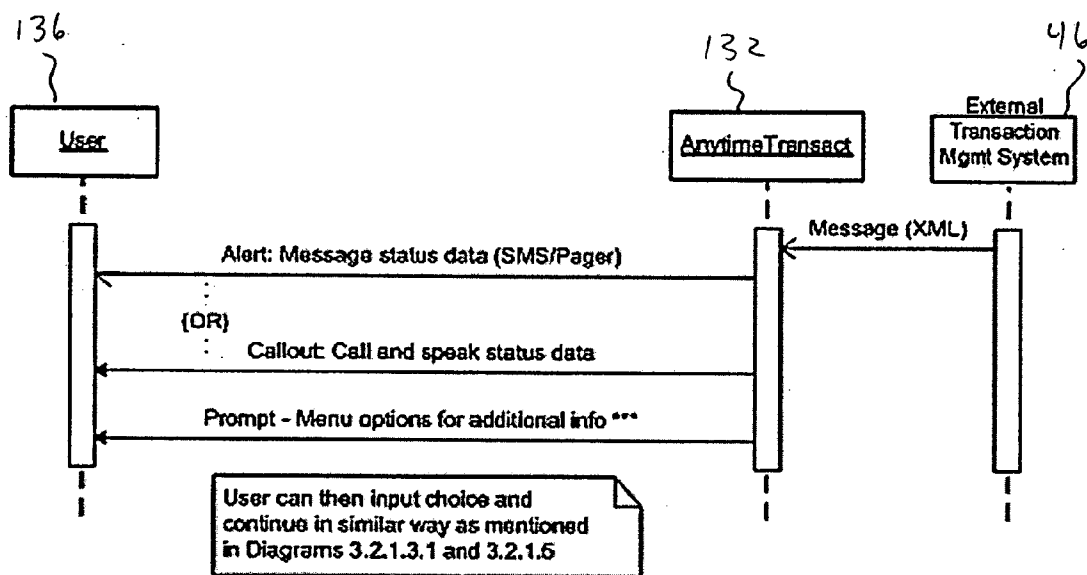 136
132
46
User
AnytimeTransact
External
Transaction
Mgmt System
Message (XML)
Alert: Message status data (SMS/Pager)
{OR}
Callout: Call and speak status data
Prompt - Menu options for additional info ***
User can then input choice and
continue in similar way as mentioned
in Diagrams 3.2.1.3.1 and 3.2.1.5